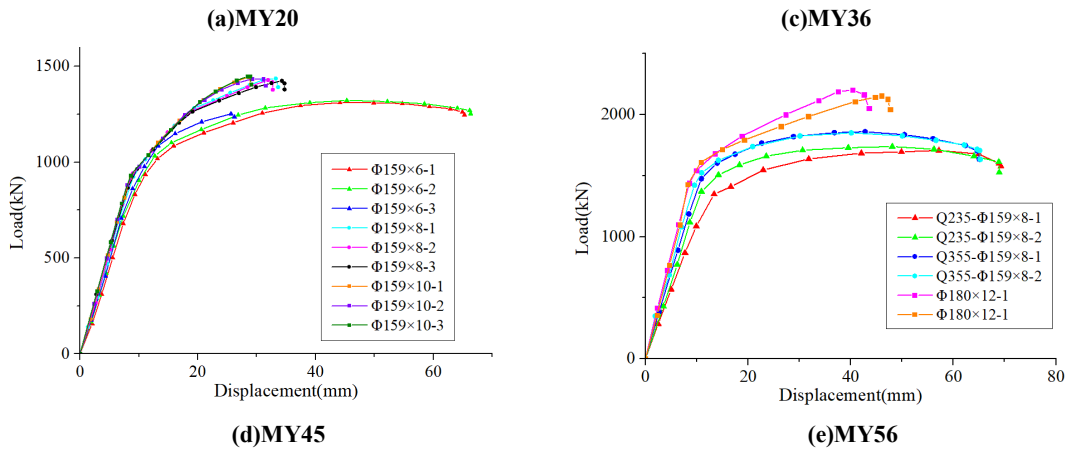 (a)MY20
(c)MY36
1500
1000
500
0
Load(kN)
0
20
40
60
Displacement(mm)
Φ159×6-1
Φ159×6-2
Φ159×6-3
Φ159×8-1
Φ159×8-2
Φ159×8-3
Φ159×10-1
Φ159×10-2
Φ159×10-3
2000
1000
0
Load(kN)
0
20
40
60
80
Displacement(mm)
Q235-Φ159×8-1
Q235-Φ159×8-2
Q355-Φ159×8-1
Q355-Φ159×8-2
Φ180×12-1
Φ180×12-1
(d)MY45
(e)MY56